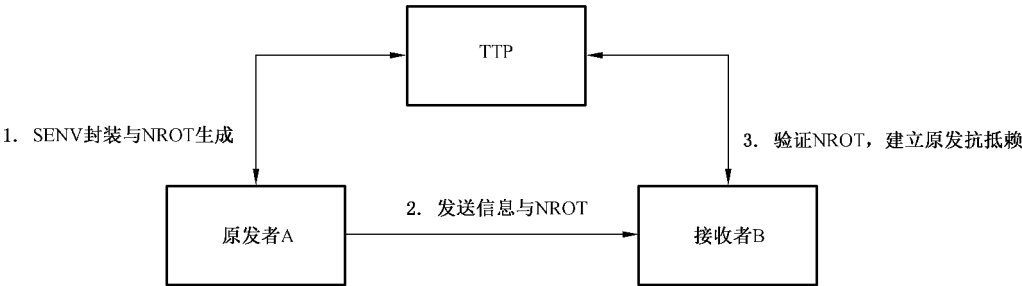 TTP
1. SENV封装与NROT生成
3. 验证NROT，建立原发抗抵赖
2. 发送信息与NROT
原发者A
接收者B